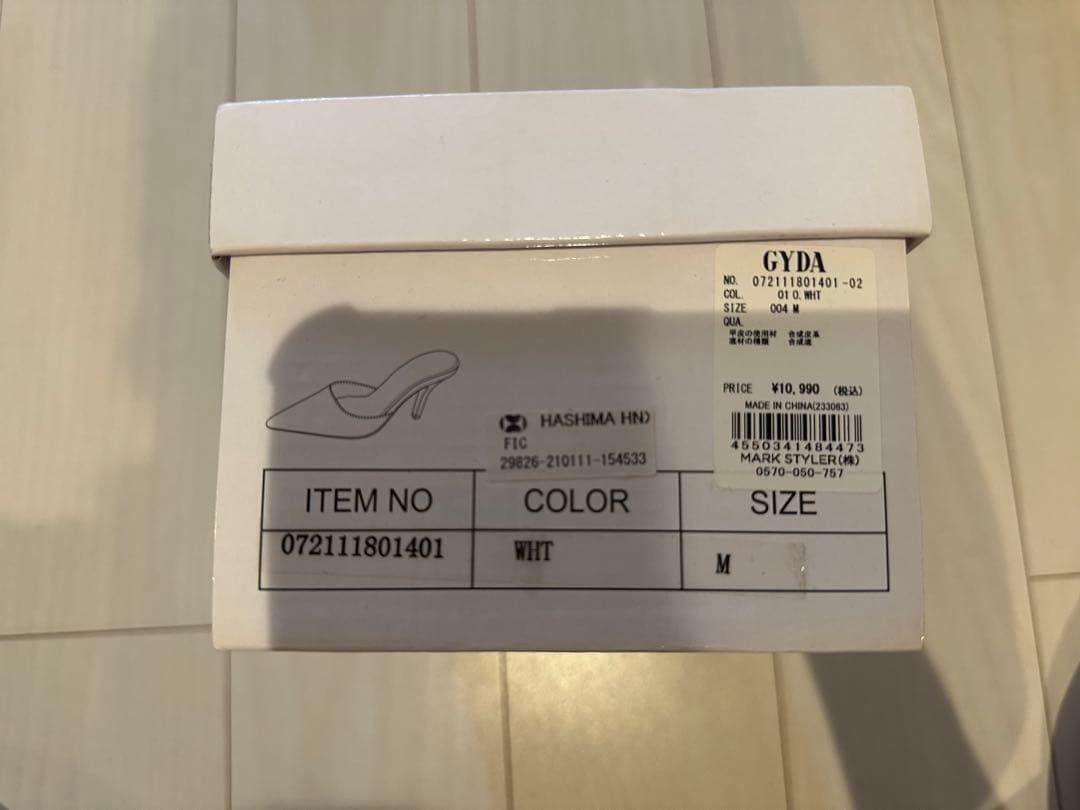 GYDA
NO. 072111801401-02
COL. 01 O.WHT
SIZE 004 M
QUA.
甲皮の使用材 合成皮革
底材の種類 合成底
PRICE ¥10,990 (税込)
MADE IN CHINA(233083)
4550341484473
MARK STYLER(株)
0570-050-757
HASHIMA HN)
FIC
29826-210111-154533
ITEM NO COLOR SIZE
072111801401 WHT M